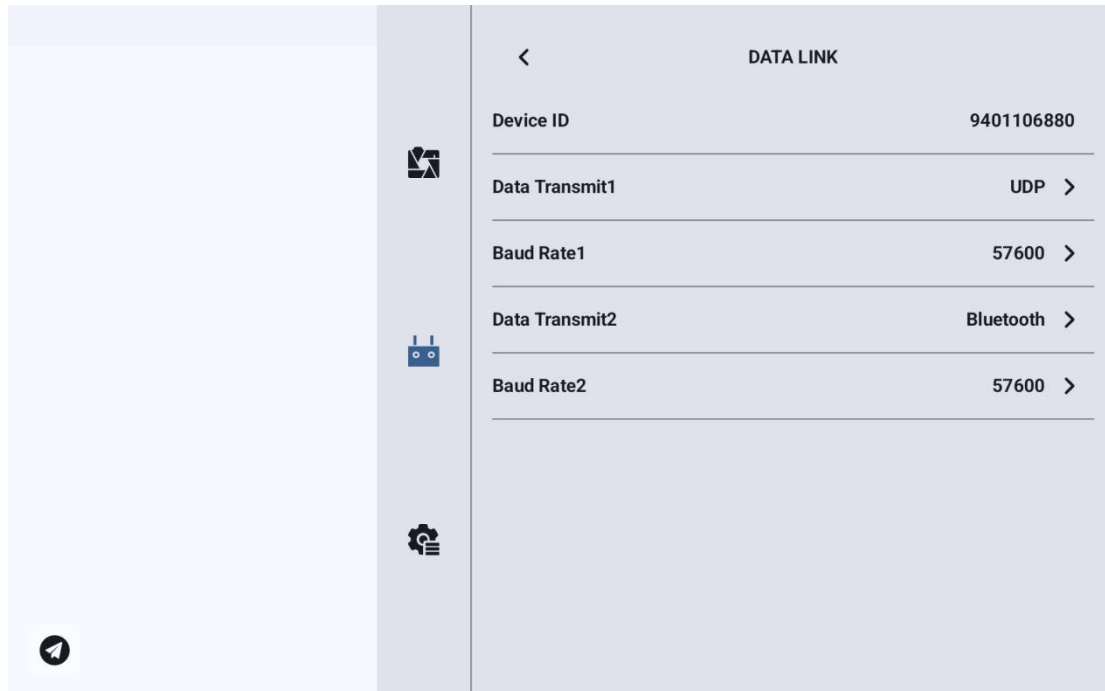 DATA LINK
Device ID 9401106880
Data Transmit1 UDP
Baud Rate1 57600
Data Transmit2 Bluetooth
Baud Rate2 57600